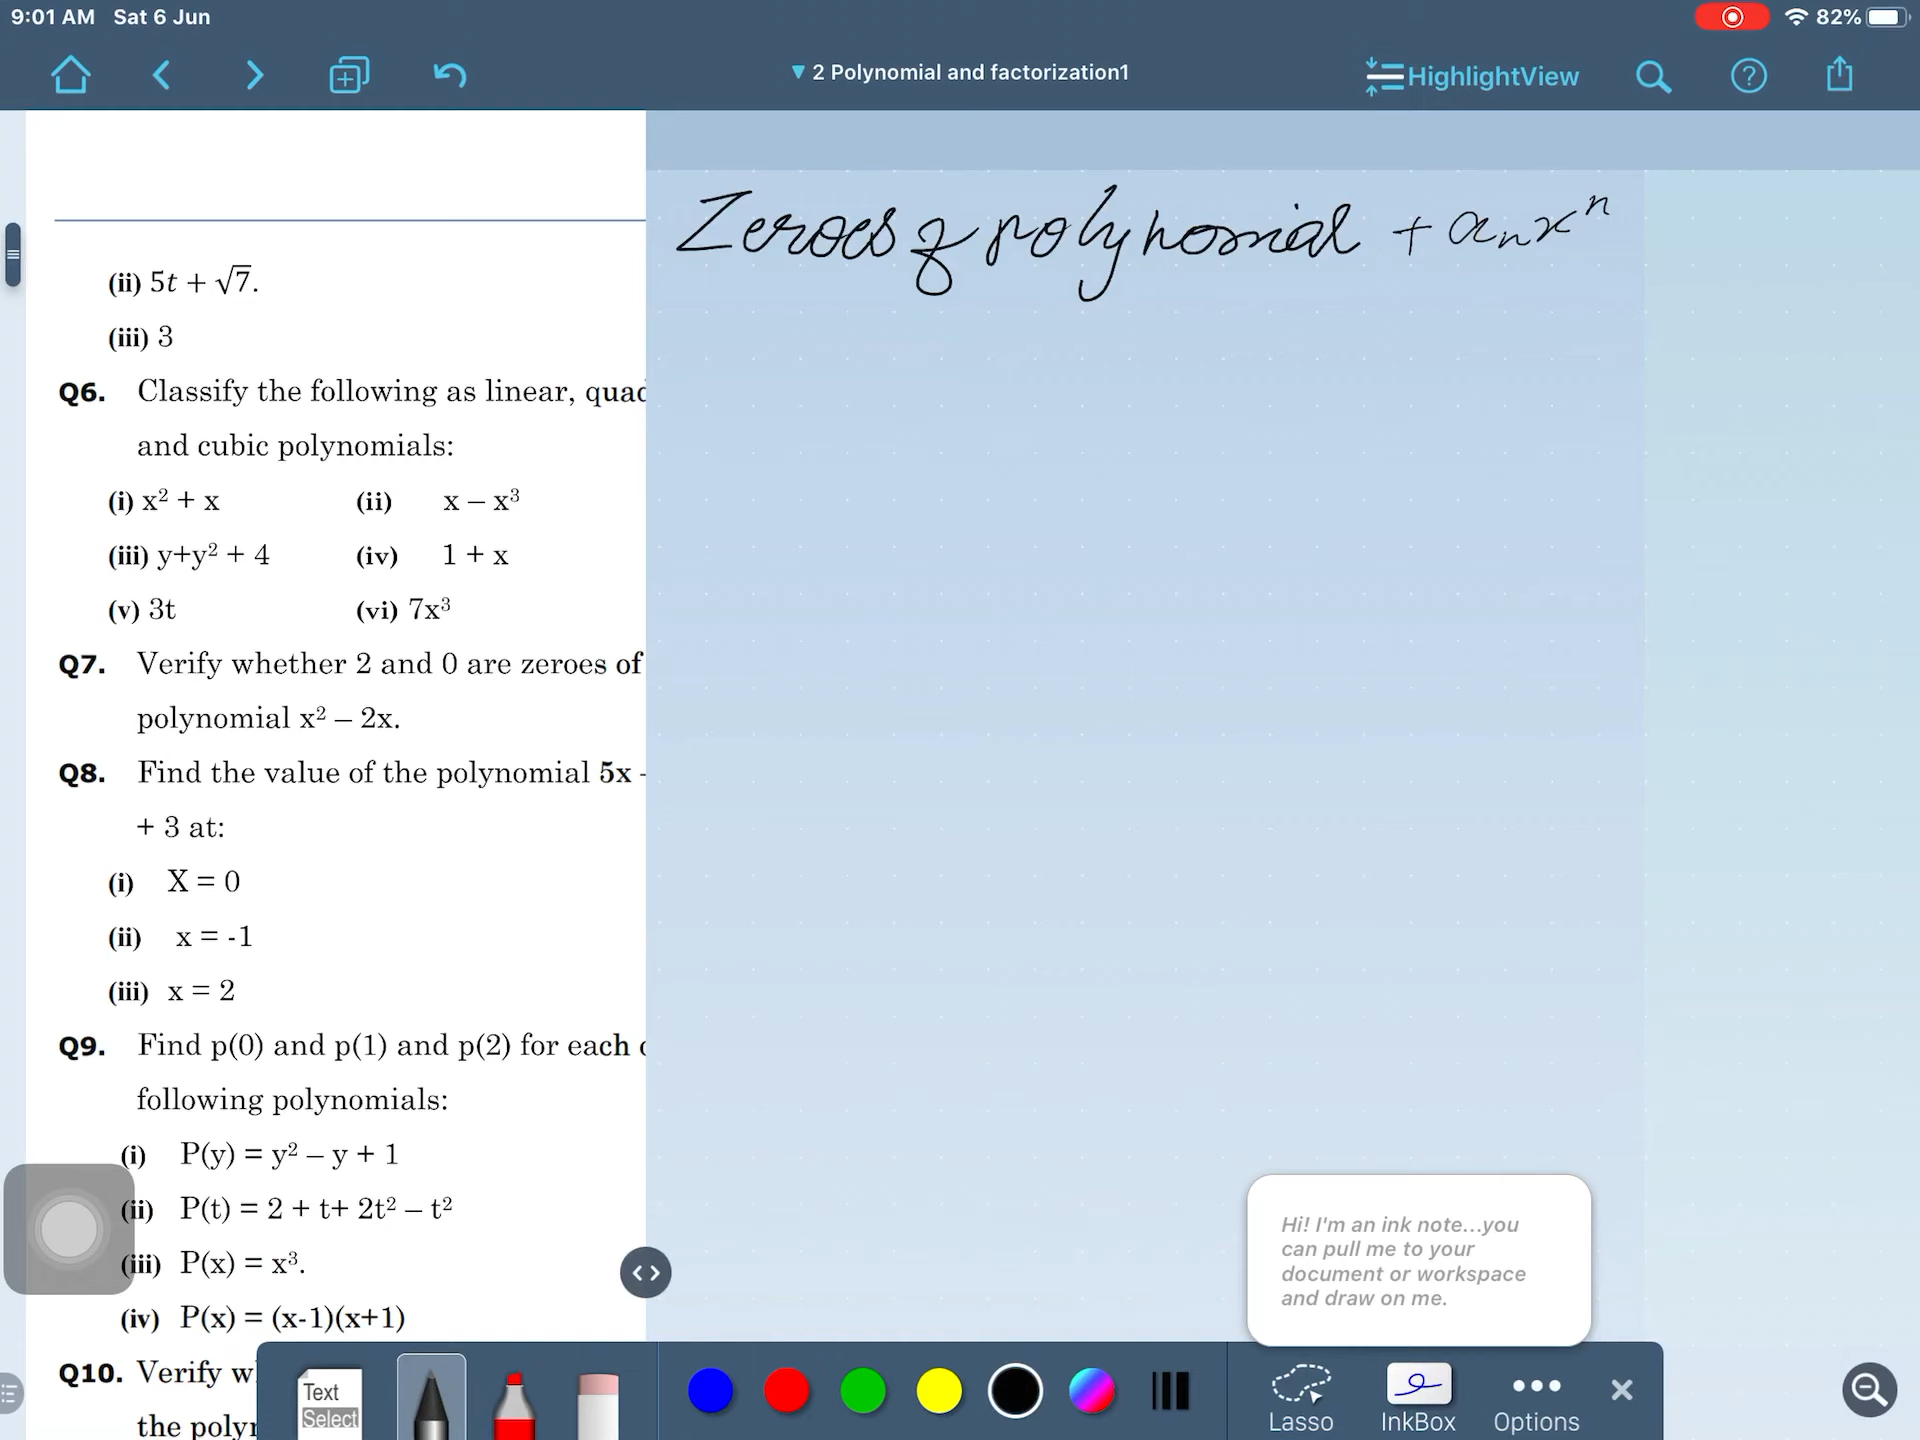 9:01 AM Sat 6 Jun
82%
▼ 2 Polynomial and factorization1
HighlightView
Zeroes of polynomial + aₙxⁿ
(ii) 5t + √7.
(iii) 3
Q6. Classify the following as linear, quad
and cubic polynomials:
(i) x² + x (ii) x – x³
(iii) y+y² + 4 (iv) 1 + x
(v) 3t (vi) 7x³
Q7. Verify whether 2 and 0 are zeroes of
polynomial x² – 2x.
Q8. Find the value of the polynomial 5x -
+ 3 at:
(i) X = 0
(ii) x = -1
(iii) x = 2
Q9. Find p(0) and p(1) and p(2) for each
following polynomials:
(i) P(y) = y² – y + 1
(ii) P(t) = 2 + t+ 2t² – t²
(iii) P(x) = x³.
(iv) P(x) = (x-1)(x+1)
Q10. Verify w
the poly
Hi! I'm an ink note...you
can pull me to your
document or workspace
and draw on me.
Text
Select
Lasso
InkBox
Options